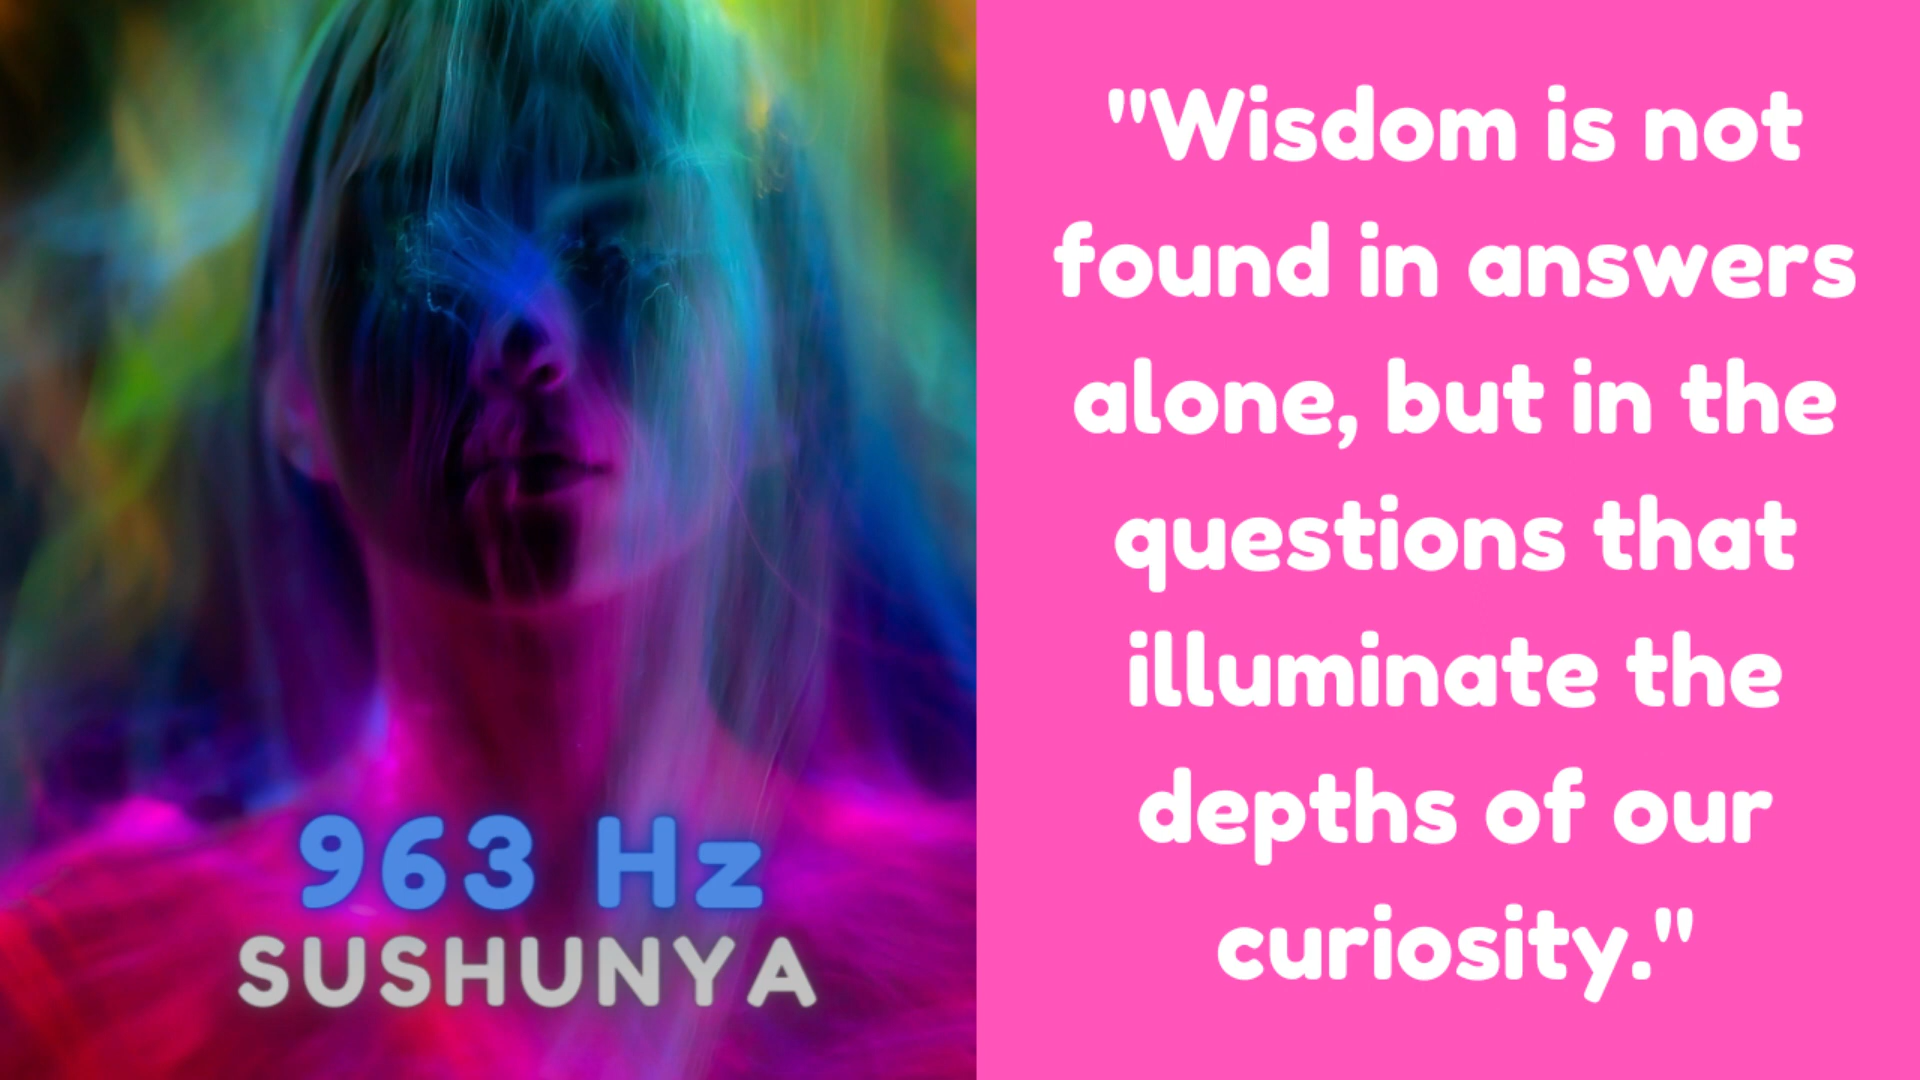 963 Hz
SUSHUNYA
"Wisdom is not
found in answers
alone, but in the
questions that
illuminate the
depths of our
curiosity."